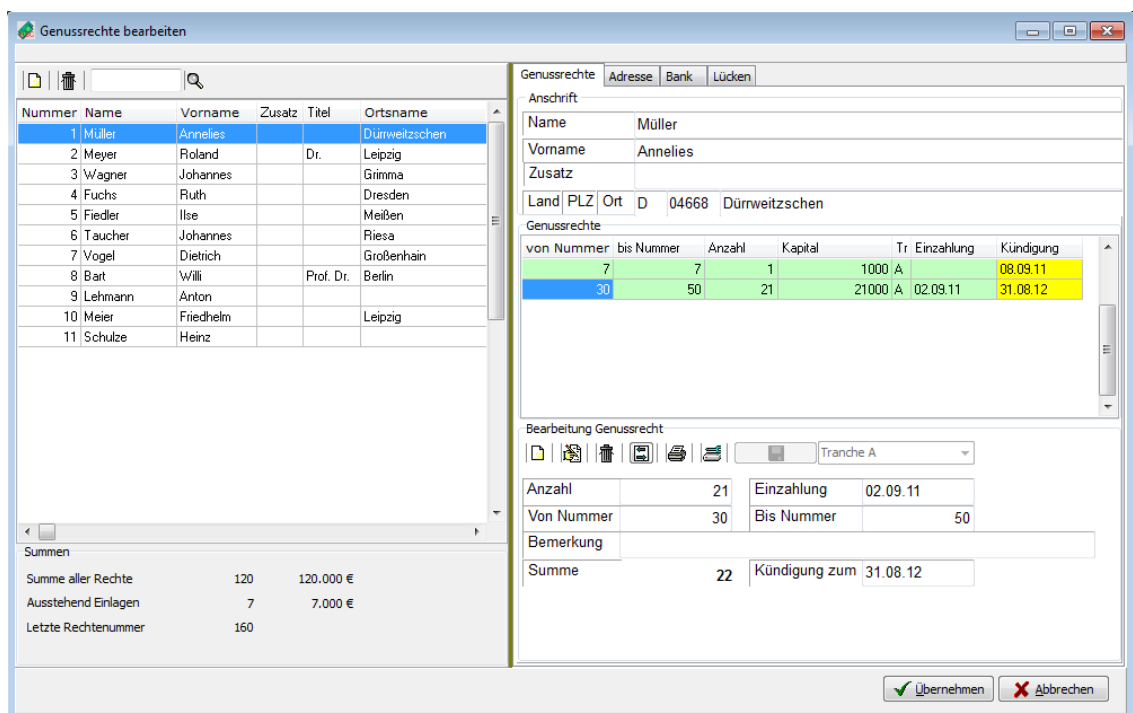 Genussrechte bearbeiten
Nummer Name Vorname Zusatz Titel Ortsname
1 Müller Annelies Dürrweitzschen
2 Meyer Roland Dr. Leipzig
3 Wagner Johannes Grimma
4 Fuchs Ruth Dresden
5 Fiedler Ilse Meißen
6 Taucher Johannes Riesa
7 Vogel Dietrich Großenhain
8 Bart Willi Prof. Dr. Berlin
9 Lehmann Anton
10 Meier Friedhelm Leipzig
11 Schulze Heinz
Summen
Summe aller Rechte 120 120.000 €
Ausstehend Einlagen 7 7.000 €
Letzte Rechtenummer 160
Genussrechte Adresse Bank Lücken
Anschrift
Name Müller
Vorname Annelies
Zusatz
Land PLZ Ort D 04668 Dürrweitzschen
Genussrechte
von Nummer bis Nummer Anzahl Kapital Tr Einzahlung Kündigung
7 7 1 1000 A 08.09.11
30 50 21 21000 A 02.09.11 31.08.12
Bearbeitung Genussrecht
Tranche A
Anzahl 21 Einzahlung 02.09.11
Von Nummer 30 Bis Nummer 50
Bemerkung
Summe 22 Kündigung zum 31.08.12
Übernehmen Abbrechen